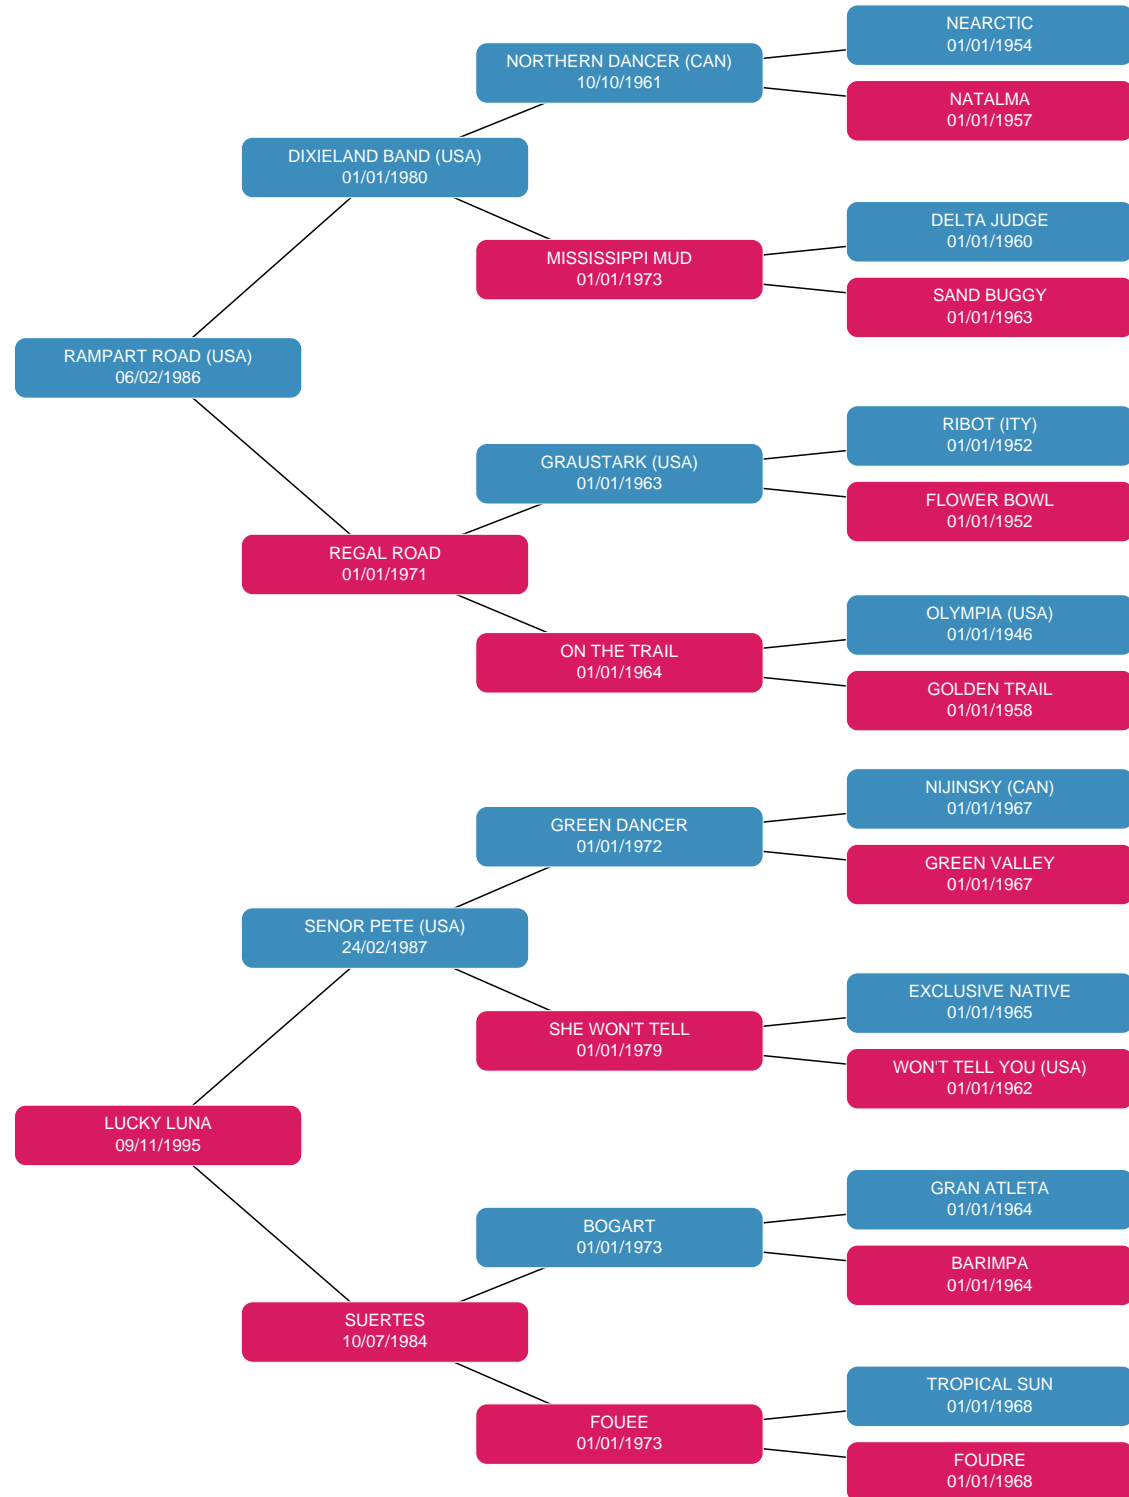 NEARCTIC
01/01/1954
NORTHERN DANCER (CAN)
10/10/1961
NATALMA
01/01/1957
DIXIELAND BAND (USA)
01/01/1980
DELTA JUDGE
01/01/1960
MISSISSIPPI MUD
01/01/1973
SAND BUGGY
01/01/1963
RAMPART ROAD (USA)
06/02/1986
RIBOT (ITY)
01/01/1952
GRAUSTARK (USA)
01/01/1963
FLOWER BOWL
01/01/1952
REGAL ROAD
01/01/1971
OLYMPIA (USA)
01/01/1946
ON THE TRAIL
01/01/1964
GOLDEN TRAIL
01/01/1958
NIJINSKY (CAN)
01/01/1967
GREEN DANCER
01/01/1972
GREEN VALLEY
01/01/1967
SENOR PETE (USA)
24/02/1987
EXCLUSIVE NATIVE
01/01/1965
SHE WON'T TELL
01/01/1979
WON'T TELL YOU (USA)
01/01/1962
LUCKY LUNA
09/11/1995
GRAN ATLETA
01/01/1964
BOGART
01/01/1973
BARIMPA
01/01/1964
SUERTES
10/07/1984
TROPICAL SUN
01/01/1968
FOUEE
01/01/1973
FOUDRE
01/01/1968